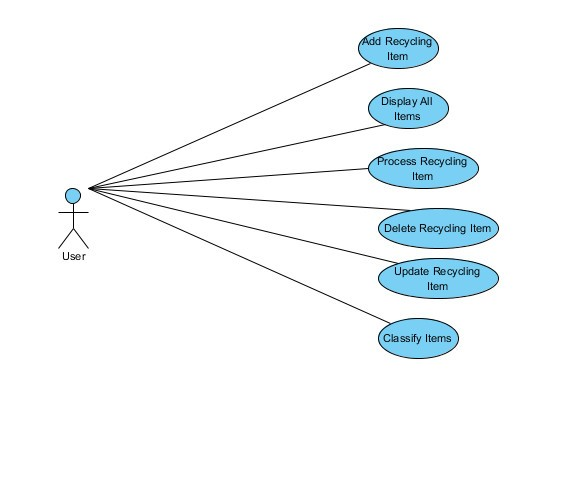 Add Recycling
Item
Display All
Items
Process Recycling
Item
Delete Recycling Item
User
Update Recycling
Item
Classify Items